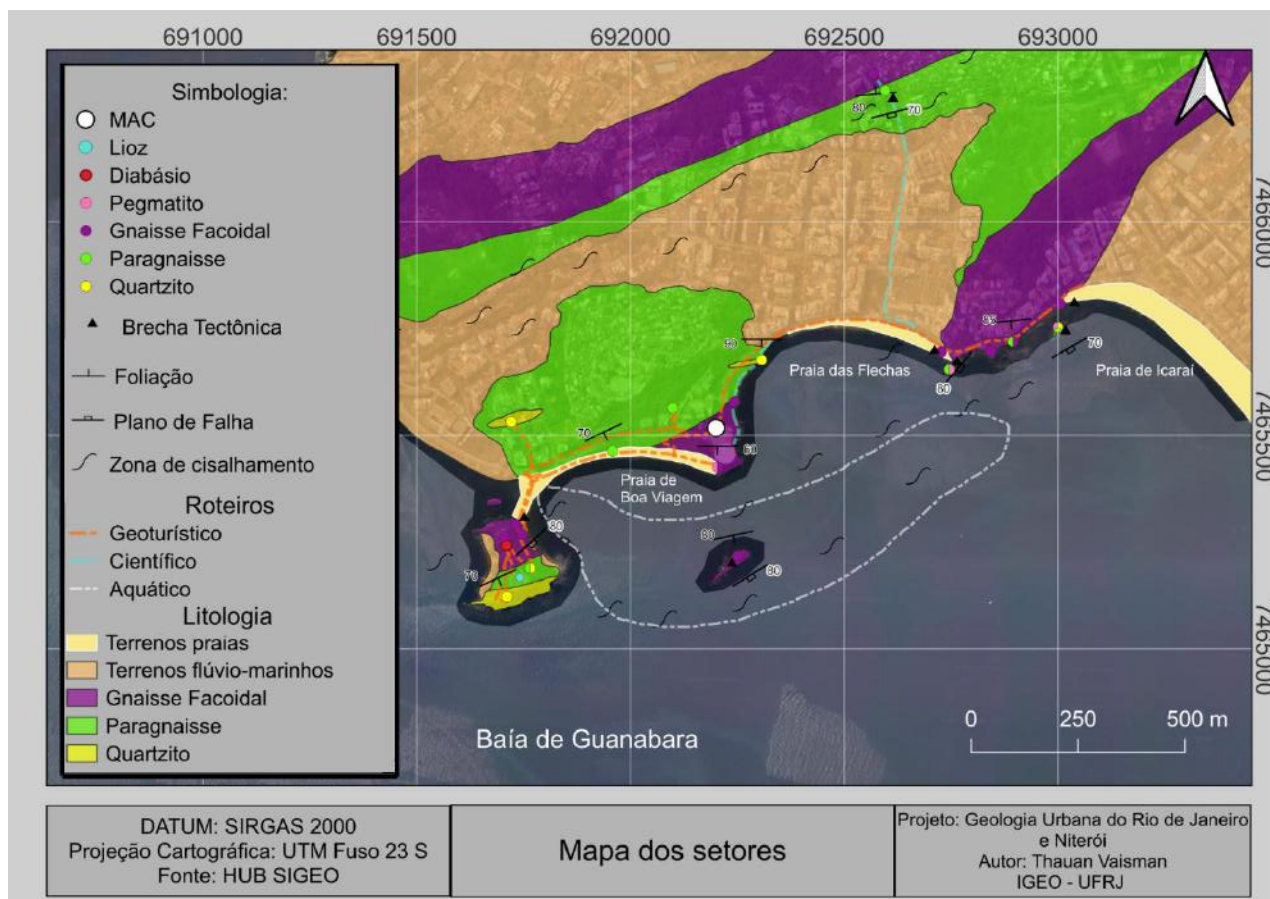 691000
691500
692000
692500
693000
Simbologia:
MAC
Lioz
Diabásio
Pegmatito
Gnaisse Facoidal
Paragnaisse
Quartzito
Brecha Tectônica
Foliação
Plano de Falha
Zona de cisalhamento
Roteiros
Geoturístico
Científico
Aquático
Litologia
Terrenos praias
Terrenos flúvio-marinhos
Gnaisse Facoidal
Paragnaisse
Quartzito
80
70
7466000
Praia das Flechas
Praia de Icaraí
70
70
7465500
60
Praia de
Boa Viagem
80
80
80
70
7465000
0 250 500 m
Baía de Guanabara
DATUM: SIRGAS 2000
Projeção Cartográfica: UTM Fuso 23 S
Fonte: HUB SIGEO
Mapa dos setores
Projeto: Geologia Urbana do Rio de Janeiro
e Niterói
Autor: Thauan Vaisman
IGEO - UFRJ